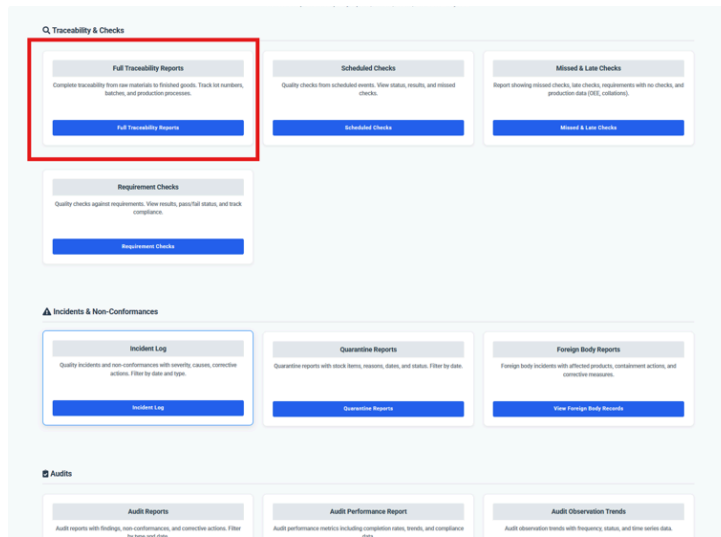 Traceability & Checks
Full Traceability Reports
Complete traceability from raw materials to finished goods. Track lot numbers,
batches, and production processes.
Full Traceability Reports
Scheduled Checks
Quality checks from scheduled events. View status, results, and missed
checks.
Scheduled Checks
Missed & Late Checks
Report showing missed checks, late checks, requirements with no checks, and
production data (OEE, collations).
Missed & Late Checks
Requirement Checks
Quality checks against requirements. View results, pass/fail status, and track
compliance.
Requirement Checks
Incidents & Non-Conformances
Incident Log
Quality incidents and non-conformances with severity, causes, corrective
actions. Filter by date and type.
Incident Log
Quarantine Reports
Quarantine reports with stock items, reasons, dates, and status. Filter by date.
Quarantine Reports
Foreign Body Reports
Foreign body incidents with affected products, containment actions, and
corrective measures.
View Foreign Body Records
Audits
Audit Reports
Audit reports with findings, non-conformances, and corrective actions. Filter
by type and date.
Audit Performance Report
Audit performance metrics including completion rates, trends, and compliance
data.
Audit Observation Trends
Audit observation trends with frequency, status, and time series data.